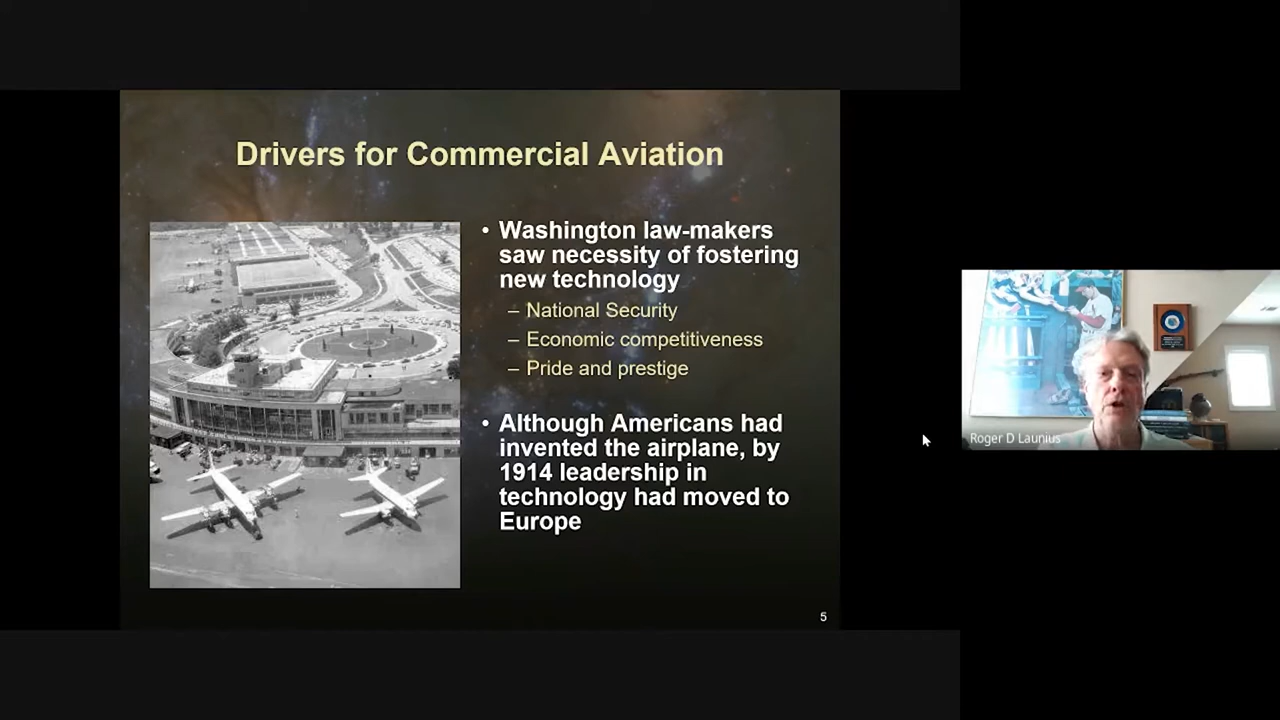 Drivers for Commercial Aviation
• Washington law-makers
saw necessity of fostering
new technology
– National Security
– Economic competitiveness
– Pride and prestige
• Although Americans had
invented the airplane, by
1914 leadership in
technology had moved to
Europe
5
Roger D Launius